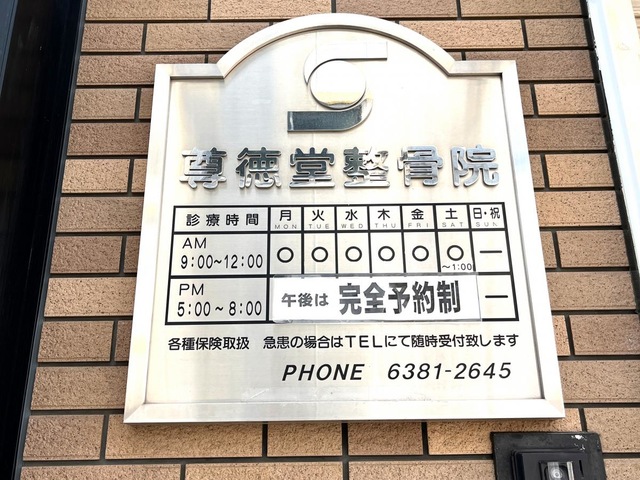 尊徳堂整骨院
診療時間 月 火 水 木 金 土 日・祝
MON TUE WED THU FRI SAT SUN
AM
9:00~12:00 ○ ○ ○ ○ ○ ○ —
~1:00
PM
5:00~8:00 午後は 完全予約制 —
各種保険取扱 急患の場合はTELにて随時受付致します
PHONE 6381-2645